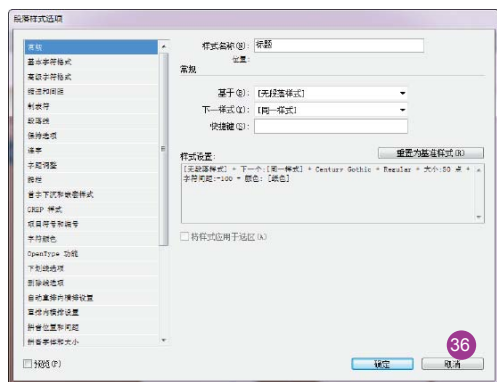 段落样式选项
常规
基本字符格式
高级字符格式
缩进和间距
制表符
段落线
保持选项
连字
字距调整
跨栏
首字下沉和嵌套样式
GREP 样式
项目符号和编号
字符颜色
OpenType 功能
下划线选项
删除线选项
自动直排内横排设置
直排内横排设置
拼音位置和间距
拼音字体和大小
样式名称(N): 标题
位置:
常规
基于(B): [无段落样式]
下一样式(Y): [同一样式]
快捷键(S):
样式设置:
重置为基准样式(R)
[无段落样式] + 下一个:[同一样式] + Century Gothic + Regular + 大小:50 点 +
字符间距:-100 + 颜色: [纸色]
将样式应用于选区(A)
预览(P)
确定
取消
36